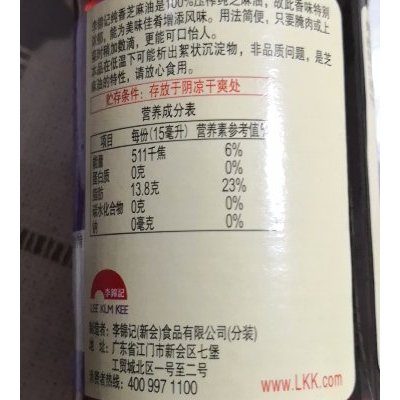 李锦记纯香芝麻油是100%压榨纯芝麻油，故此香味特别
浓郁，能为美味佳肴增添风味。用法简便，只要腌肉或上
菜时稍加数滴，更能可口怡人。
本品在低温下可能析出絮状沉淀物，非品质问题，是芝
麻油的特性，请放心食用。
贮存条件：存放于阴凉干爽处
营养成分表
项目 每份(15毫升) 营养素参考值%
能量 511千焦 6%
蛋白质 0克 0%
脂肪 13.8克 23%
碳水化合物 0克 0%
钠 0毫克 0%
李錦記
LEE KUM KEE
制造者：李锦记(新会)食品有限公司(分装)
地 址：广东省江门市新会区七堡
工贸城北区一号至二号
消费者热线：400 997 1100
www.LKK.com